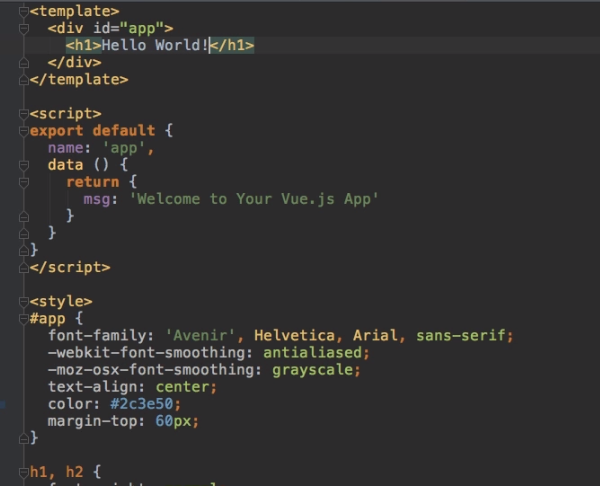 <template>
  <div id="app">
    <h1>Hello World!</h1>
  </div>
</template>

<script>
export default {
  name: 'app',
  data () {
    return {
      msg: 'Welcome to Your Vue.js App'
    }
  }
}
</script>

<style>
#app {
  font-family: 'Avenir', Helvetica, Arial, sans-serif;
  -webkit-font-smoothing: antialiased;
  -moz-osx-font-smoothing: grayscale;
  text-align: center;
  color: #2c3e50;
  margin-top: 60px;
}

h1, h2 {